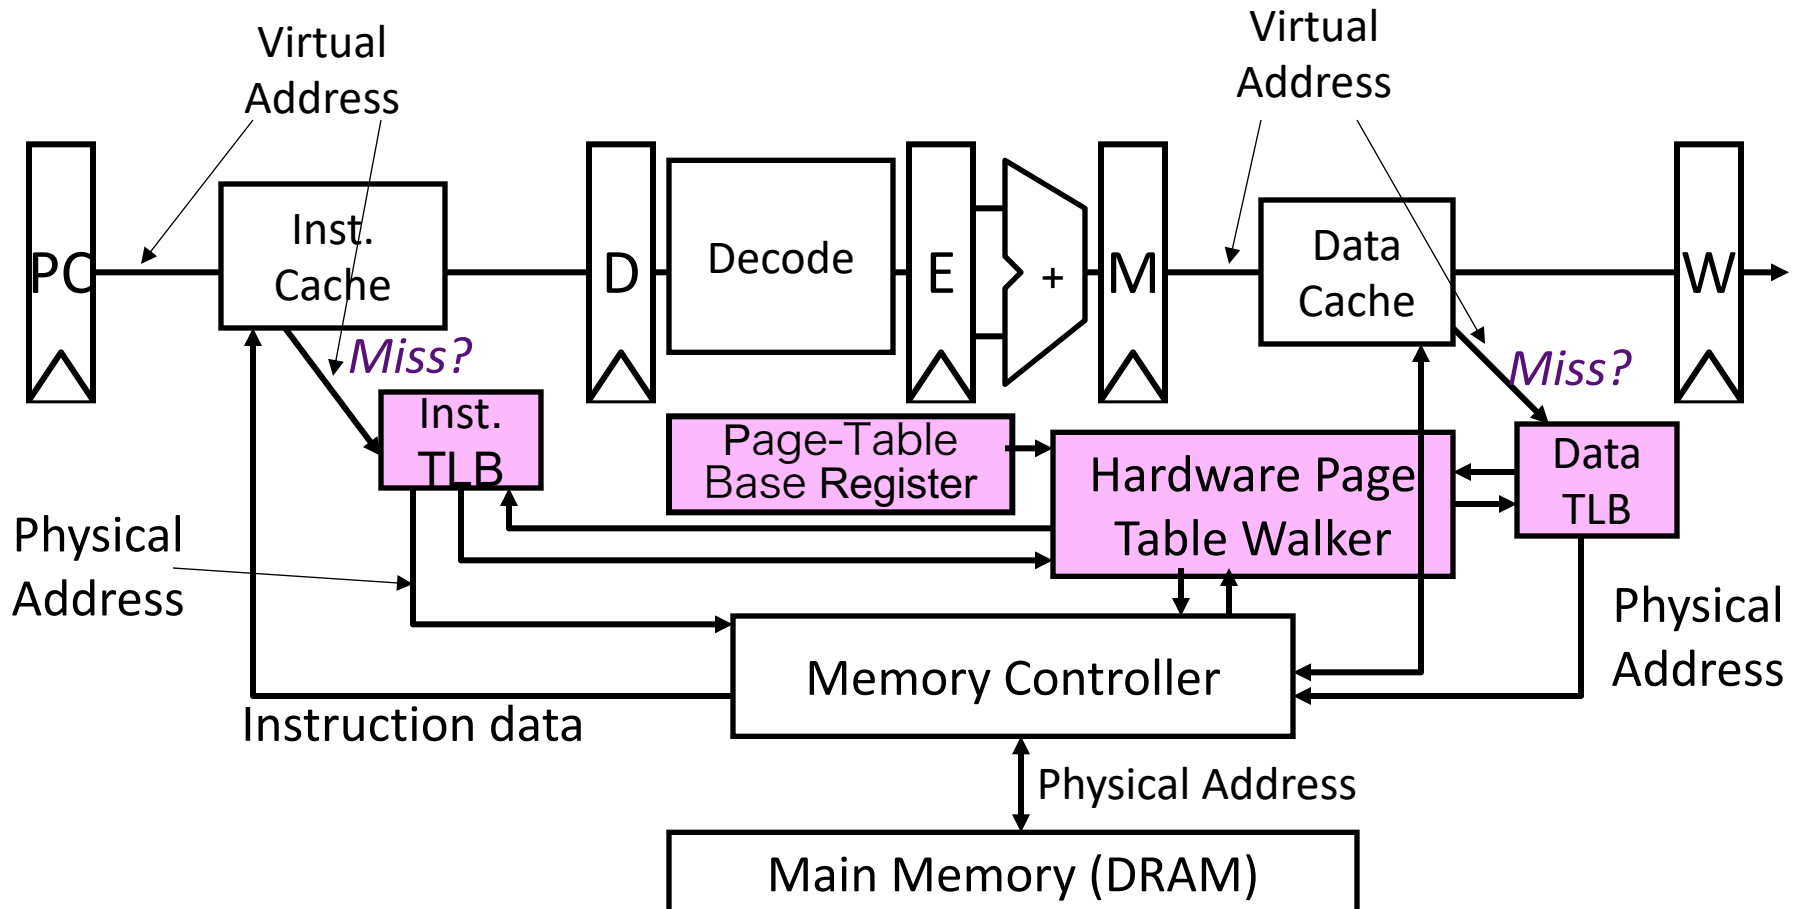 Virtual
Address
Virtual
Address
PC
Inst.
Cache
D
Decode
E
+
M
Data
Cache
W
Miss?
Miss?
Inst.
TLB
Page-Table
Base Register
Hardware Page
Table Walker
Data
TLB
Physical
Address
Physical
Address
Memory Controller
Instruction data
Physical Address
Main Memory (DRAM)